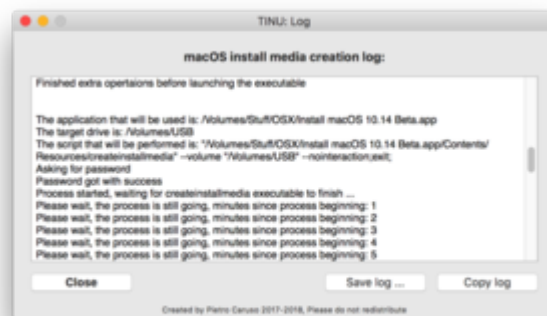 TINU: Log
macOS install media creation log:
Finished extra opertaions before launching the executable
The application that will be used is: /Volumes/Stuff/OSX/Install macOS 10.14 Beta.app
The target drive is: /Volumes/USB
The script that will be performed is: "/Volumes/Stuff/OSX/Install macOS 10.14 Beta.app/Contents/
Resources/createinstallmedia" --volume "/Volumes/USB" --nointeraction;exit;
Asking for password
Password got with success
Process started, waiting for createinstallmedia executable to finish ...
Please wait, the process is still going, minutes since process beginning: 1
Please wait, the process is still going, minutes since process beginning: 2
Please wait, the process is still going, minutes since process beginning: 3
Please wait, the process is still going, minutes since process beginning: 4
Please wait, the process is still going, minutes since process beginning: 5
Close
Save log ...
Copy log
Created by Pietro Caruso 2017-2018, Please do not redistribute